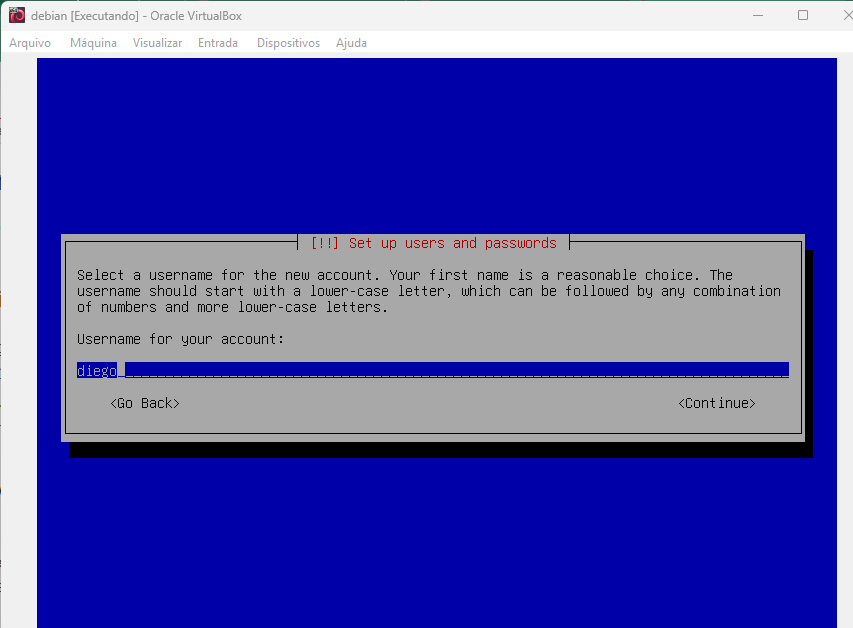 debian [Executando] - Oracle VirtualBox
Arquivo Máquina Visualizar Entrada Dispositivos Ajuda
[!!] Set up users and passwords
Select a username for the new account. Your first name is a reasonable choice. The
username should start with a lower-case letter, which can be followed by any combination
of numbers and more lower-case letters.
Username for your account:
diego
<Go Back> <Continue>